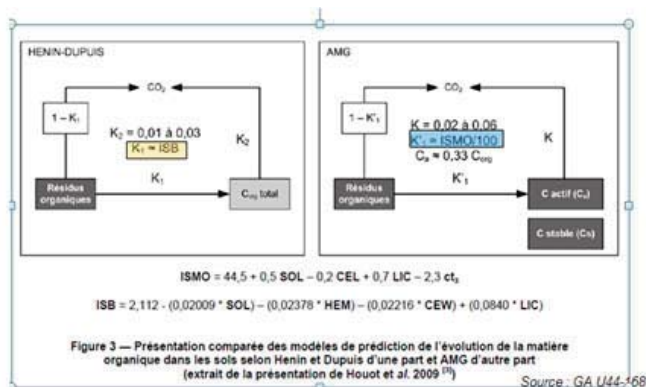 HENIN-DUPUIS
CO₂
1 – K₁
K₂ = 0,01 à 0,03
K₁ = ISB
K₂
Résidus organiques
K₁
C org total
AMG
CO₂
1 – K'₁
K = 0,02 à 0,06
K'₁ = ISMO/100
Cₐ ≈ 0,33 C org
K
Résidus organiques
K'₁
C actif (Cₐ)
C stable (Cs)
ISMO = 44,5 + 0,5 SOL – 0,2 CEL + 0,7 LIC – 2,3 ct₃
ISB = 2,112 - (0,02009 * SOL) – (0,02378 * HEM) – (0,02216 * CEW) + (0,0840 * LIC)
Figure 3 — Présentation comparée des modèles de prédiction de l'évolution de la matière
organique dans les sols selon Henin et Dupuis d'une part et AMG d'autre part
(extrait de la présentation de Houot et al. 2009
Source : GA U44-168